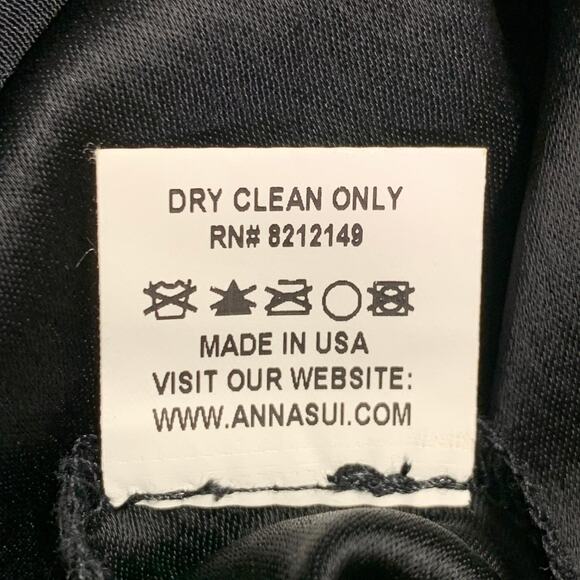 DRY CLEAN ONLY
RN# 8212149
MADE IN USA
VISIT OUR WEBSITE:
WWW.ANNASUI.COM